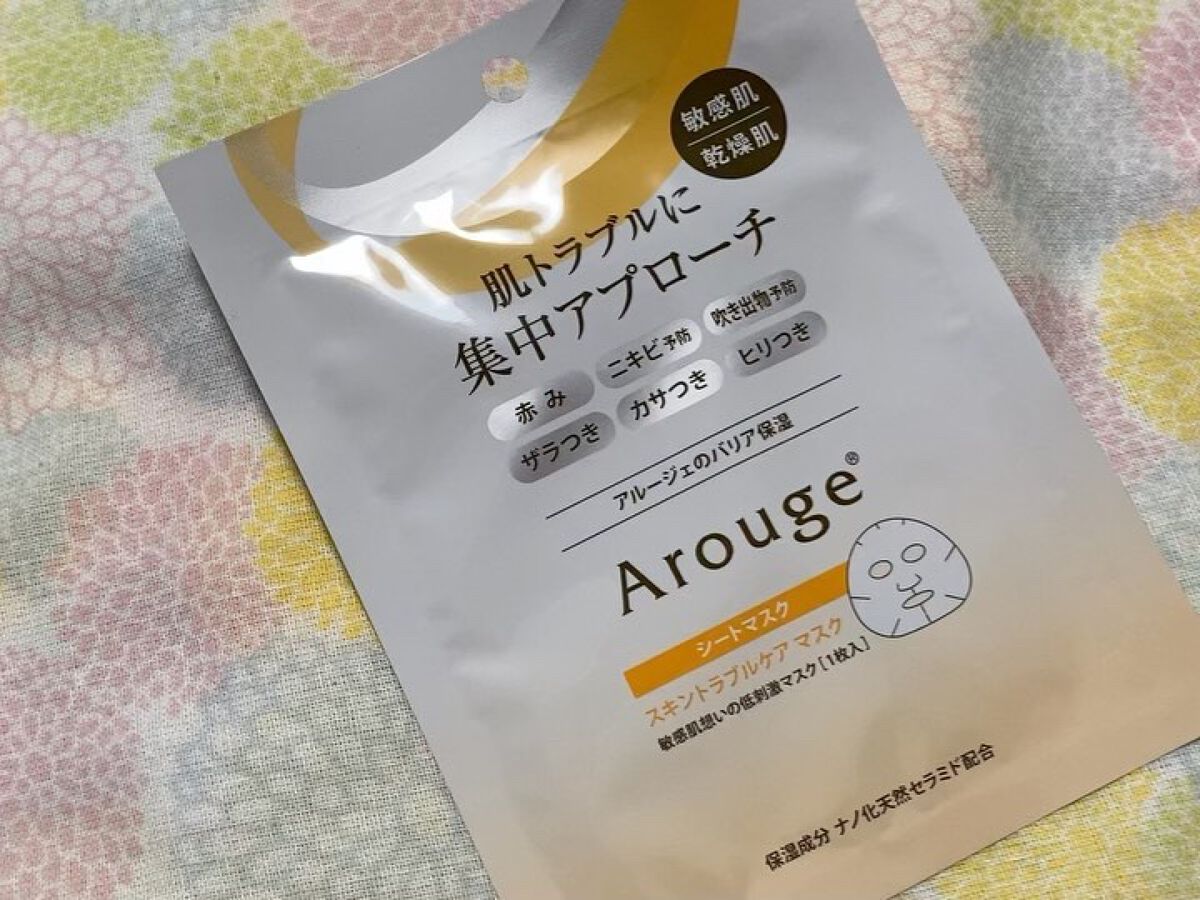 敏感肌
乾燥肌
肌トラブルに
集中アプローチ
赤み ニキビ予防 吹き出物予防
ザラつき カサつき ヒリつき
アルージェのバリア保湿
Arouge®
シートマスク
スキントラブルケア マスク
敏感肌想いの低刺激マスク［1枚入］
保湿成分 ナノ化天然セラミド配合